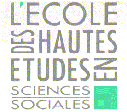 L'ECOLE
DES HAUTES
ETUDES EN
SCIENCES
SOCIALES